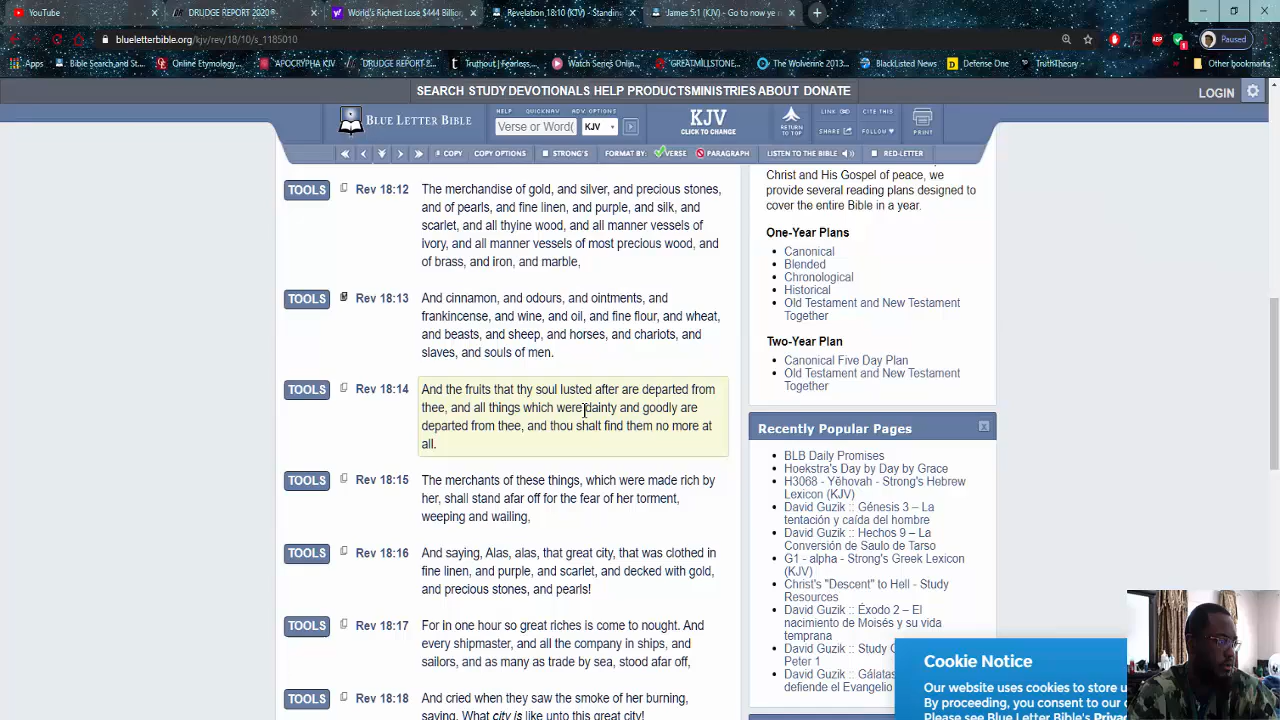 YouTube
DRUDGE REPORT 2020®
World's Richest Lose $444 Billion
Revelation 18:10 (KJV) - Standin
James 5:1 (KJV) - Go to now ye r
blueletterbible.org/kjv/rev/18/10/s_1185010
Paused
Apps
Bible Search and St
Online Etymology
*APOCRYPHA KJV
DRUDGE REPORT 2
Truthout | Fearless,
Watch Series Onlin
*GREATMILLSTONE
The Wolverine 2013
BlackListed News
Defense One
TruthTheory
Other bookmarks
SEARCH STUDY DEVOTIONALS HELP PRODUCTS MINISTRIES ABOUT DONATE
LOGIN
BLUE LETTER BIBLE
HELP QUICKNAV ADV OPTIONS
Verse or Word(
KJV
KJV
CLICK TO CHANGE
RETURN
TO TOP
LINK
CITE THIS
SHARE
FOLLOW
PRINT
COPY
COPY OPTIONS
STRONG'S
FORMAT BY:
VERSE
PARAGRAPH
LISTEN TO THE BIBLE
RED-LETTER
TOOLS Rev 18:12 The merchandise of gold, and silver, and precious stones,
and of pearls, and fine linen, and purple, and silk, and
scarlet, and all thyine wood, and all manner vessels of
ivory, and all manner vessels of most precious wood, and
of brass, and iron, and marble,
TOOLS Rev 18:13 And cinnamon, and odours, and ointments, and
frankincense, and wine, and oil, and fine flour, and wheat,
and beasts, and sheep, and horses, and chariots, and
slaves, and souls of men.
TOOLS Rev 18:14 And the fruits that thy soul lusted after are departed from
thee, and all things which were dainty and goodly are
departed from thee, and thou shalt find them no more at
all.
TOOLS Rev 18:15 The merchants of these things, which were made rich by
her, shall stand afar off for the fear of her torment,
weeping and wailing,
TOOLS Rev 18:16 And saying, Alas, alas, that great city, that was clothed in
fine linen, and purple, and scarlet, and decked with gold,
and precious stones, and pearls!
TOOLS Rev 18:17 For in one hour so great riches is come to nought. And
every shipmaster, and all the company in ships, and
sailors, and as many as trade by sea, stood afar off,
TOOLS Rev 18:18 And cried when they saw the smoke of her burning,
saying, What city is like unto this great city!
Christ and His Gospel of peace, we
provide several reading plans designed to
cover the entire Bible in a year.
One-Year Plans
Canonical
Blended
Chronological
Historical
Old Testament and New Testament
Together
Two-Year Plan
Canonical Five Day Plan
Old Testament and New Testament
Together
Recently Popular Pages
BLB Daily Promises
Hoekstra's Day by Day by Grace
H3068 - Yĕhovah - Strong's Hebrew
Lexicon (KJV)
David Guzik :: Génesis 3 – La
tentación y caída del hombre
David Guzik :: Hechos 9 – La
Conversión de Saulo de Tarso
G1 - alpha - Strong's Greek Lexicon
(KJV)
Christ's "Descent" to Hell - Study
Resources
David Guzik :: Éxodo 2 – El
nacimiento de Moisés y su vida
temprana
David Guzik :: Study G
Peter 1
David Guzik :: Gálatas
defiende el Evangelio
Cookie Notice
Our website uses cookies to store u
By proceeding, you consent to our c
Please see Blue Letter Bible's Privac